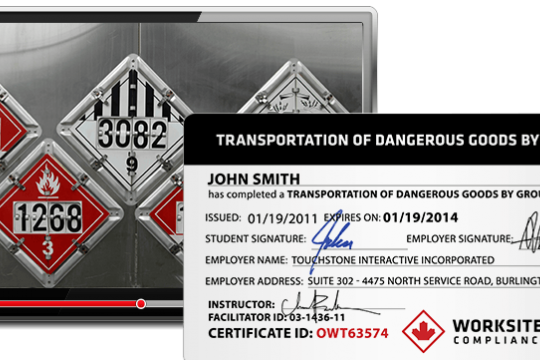 3082
9
1268
3
TRANSPORTATION OF DANGEROUS GOODS BY
JOHN SMITH
has completed a TRANSPORTATION OF DANGEROUS GOODS BY GROU
ISSUED: 01/19/2011 EXPIRES ON: 01/19/2014
STUDENT SIGNATURE: John EMPLOYER SIGNATURE:
EMPLOYER NAME: TOUCHSTONE INTERACTIVE INCORPORATED
EMPLOYER ADDRESS: SUITE 302 - 4475 NORTH SERVICE ROAD, BURLINGT
INSTRUCTOR:
FACILITATOR ID: 03-1436-11
CERTIFICATE ID: OWT63574
WORKSITE
COMPLIANC